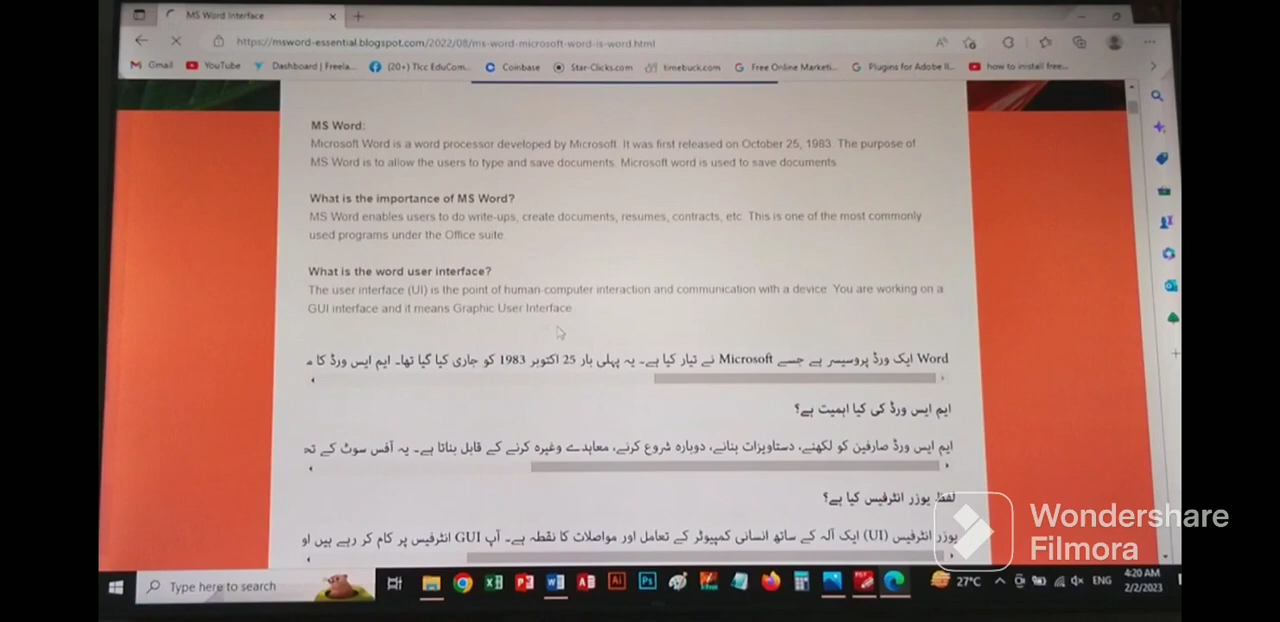 MS Word Interface
https://msword-essential.blogspot.com/2022/08/ms-word-microsoft-word-is-word.html
Gmail YouTube Dashboard | Freela... (20+) Tlcc EduCom... Coinbase Star-Clicks.com timebuck.com Free Online Marketi... Plugins for Adobe Il... how to install free...
MS Word:
Microsoft Word is a word processor developed by Microsoft. It was first released on October 25, 1983. The purpose of
MS Word is to allow the users to type and save documents. Microsoft word is used to save documents.
What is the importance of MS Word?
MS Word enables users to do write-ups, create documents, resumes, contracts, etc. This is one of the most commonly
used programs under the Office suite.
What is the word user interface?
The user interface (UI) is the point of human-computer interaction and communication with a device. You are working on a
GUI interface and it means Graphic User Interface
Word ایک ورڈ پروسیسر ہے جسے Microsoft نے تیار کیا ہے۔ یہ پہلی بار 25 اکتوبر 1983 کو جاری کیا گیا تھا۔ ایم ایس ورڈ کا م
ایم ایس ورڈ کی کیا اہمیت ہے؟
ایم ایس ورڈ صارفین کو لکھنے، دستاویزات بنانے، دوبارہ شروع کرنے، معاہدے وغیرہ کرنے کے قابل بناتا ہے۔ یہ آفس سوٹ کے تح
لفظ یوزر انٹرفیس کیا ہے؟
یوزر انٹرفیس (UI) ایک آلہ کے ساتھ انسانی کمپیوٹر کے تعامل اور مواصلات کا نقطہ ہے۔ آپ GUI انٹرفیس پر کام کر رہے ہیں او
Wondershare
Filmora
Type here to search
27°C ENG 4:20 AM
2/2/2023